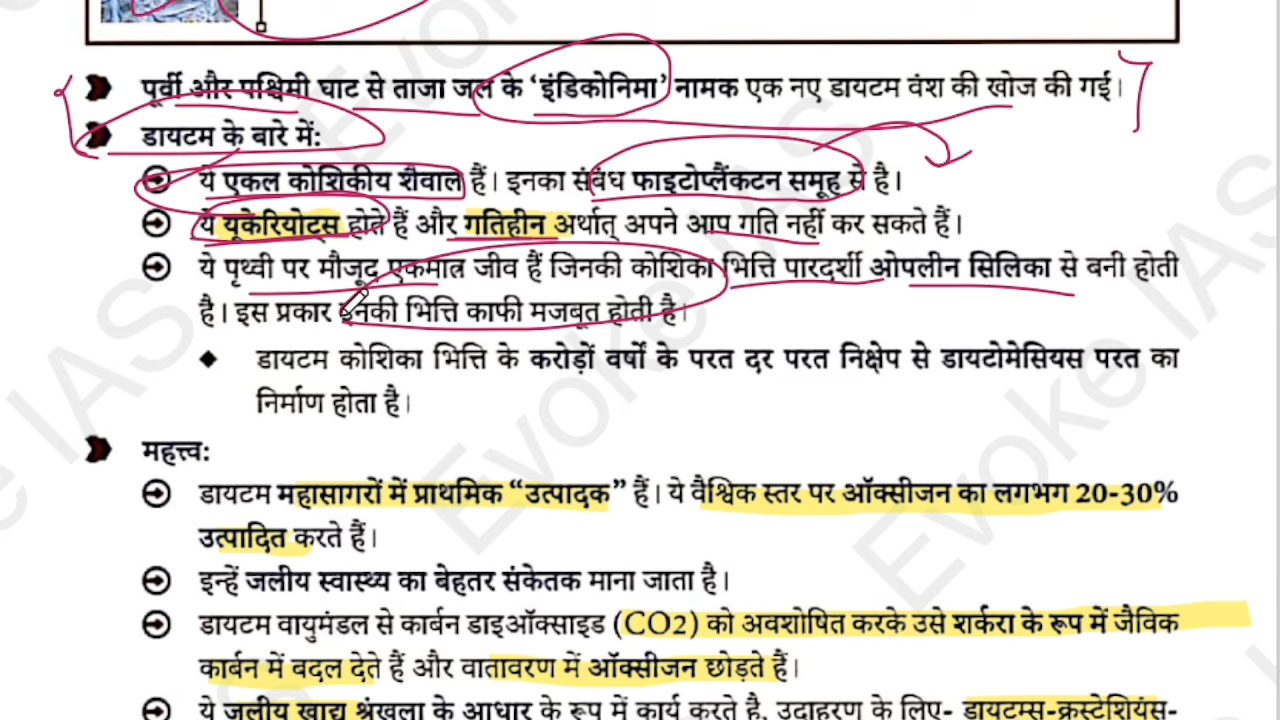 पूर्वी और पश्चिमी घाट से ताजा जल के ‘इंडिकोनिमा’ नामक एक नए डायटम वंश की खोज की गई।
डायटम के बारे में:
ये एकल कोशिकीय शैवाल हैं। इनका संबंध फाइटोप्लैंकटन समूह से है।
ये यूकेरियोट्स होते हैं और गतिहीन अर्थात् अपने आप गति नहीं कर सकते हैं।
ये पृथ्वी पर मौजूद एकमात्र जीव हैं जिनकी कोशिका भित्ति पारदर्शी ओपलीन सिलिका से बनी होती
है। इस प्रकार इनकी भित्ति काफी मजबूत होती है।
डायटम कोशिका भित्ति के करोड़ों वर्षों के परत दर परत निक्षेप से डायटोमेसियस परत का
निर्माण होता है।
महत्त्व:
डायटम महासागरों में प्राथमिक “उत्पादक” हैं। ये वैश्विक स्तर पर ऑक्सीजन का लगभग 20-30%
उत्पादित करते हैं।
इन्हें जलीय स्वास्थ्य का बेहतर संकेतक माना जाता है।
डायटम वायुमंडल से कार्बन डाइऑक्साइड (CO2) को अवशोषित करके उसे शर्करा के रूप में जैविक
कार्बन में बदल देते हैं और वातावरण में ऑक्सीजन छोड़ते हैं।
ये जलीय खाद्य श्रृंखला के आधार के रूप में कार्य करते है, उदाहरण के लिए- डायटम्स-क्रस्टेशियंस-
Evoke IAS